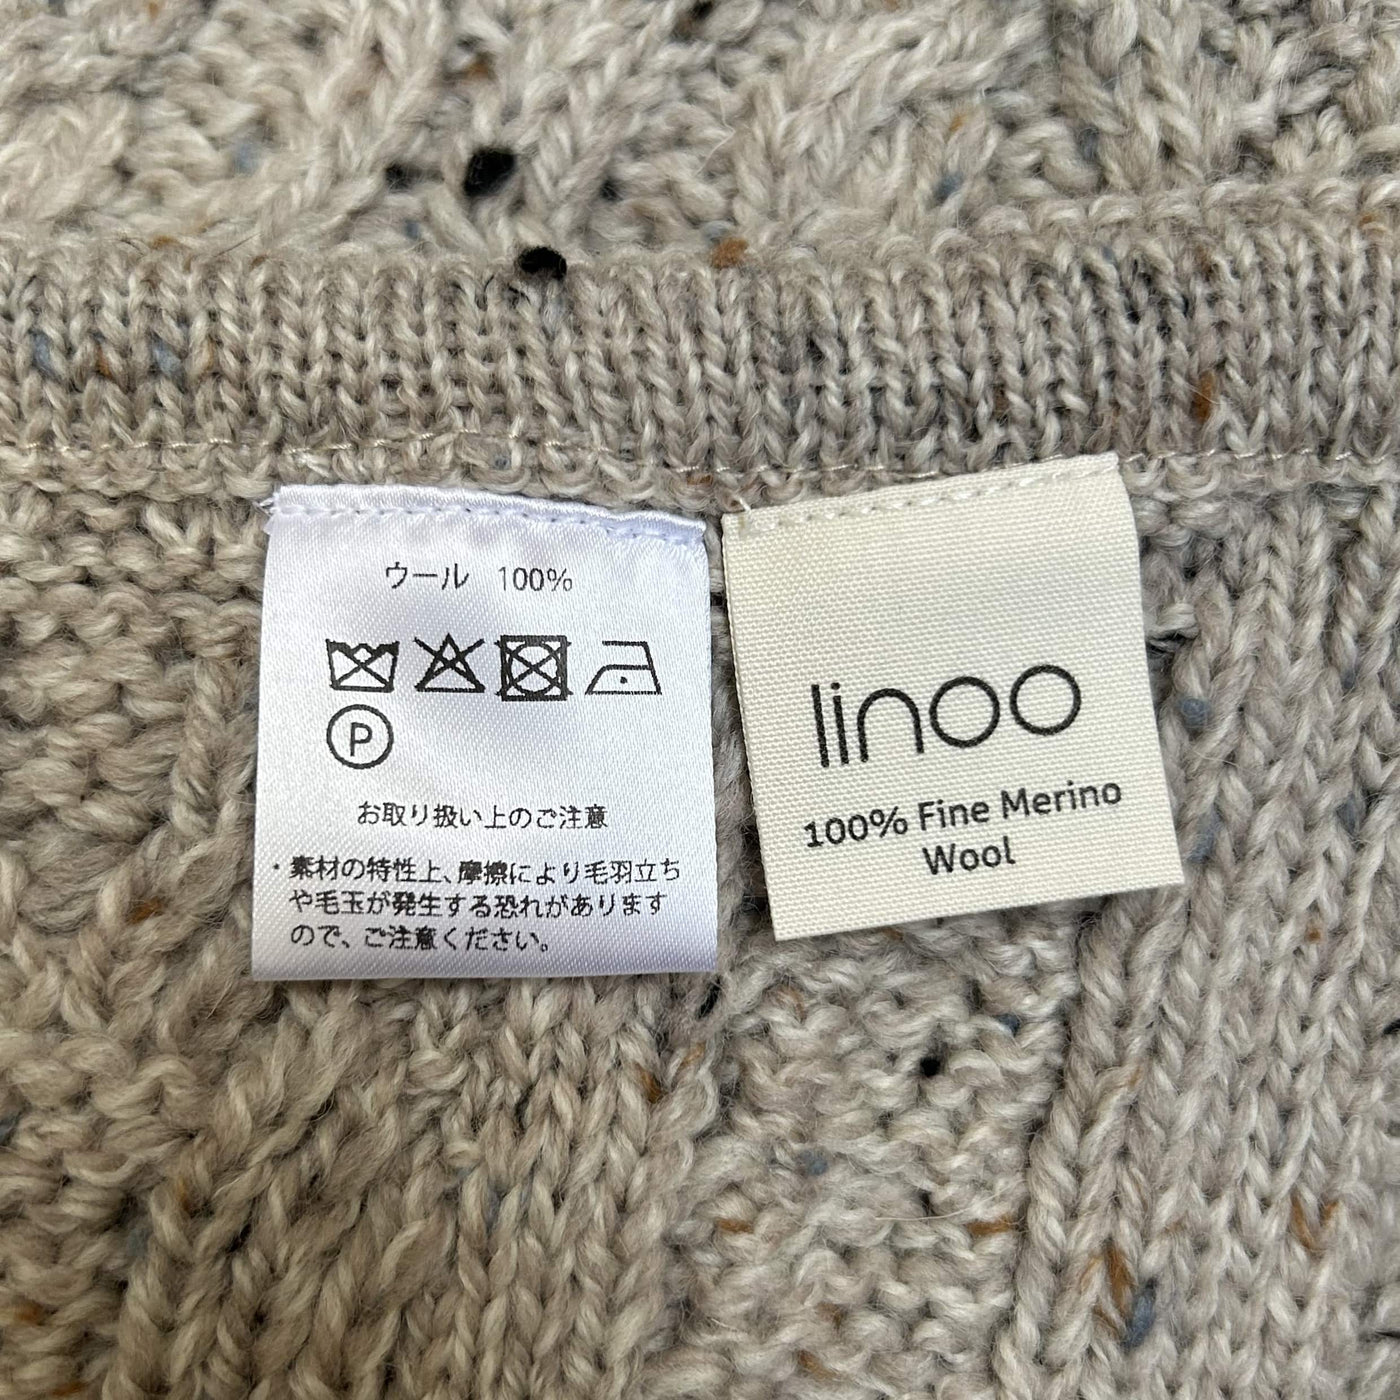 ウール 100%
P
お取り扱い上のご注意
・素材の特性上、摩擦により毛羽立ち
や毛玉が発生する恐れがあります
ので、ご注意ください。
linoo
100% Fine Merino
Wool